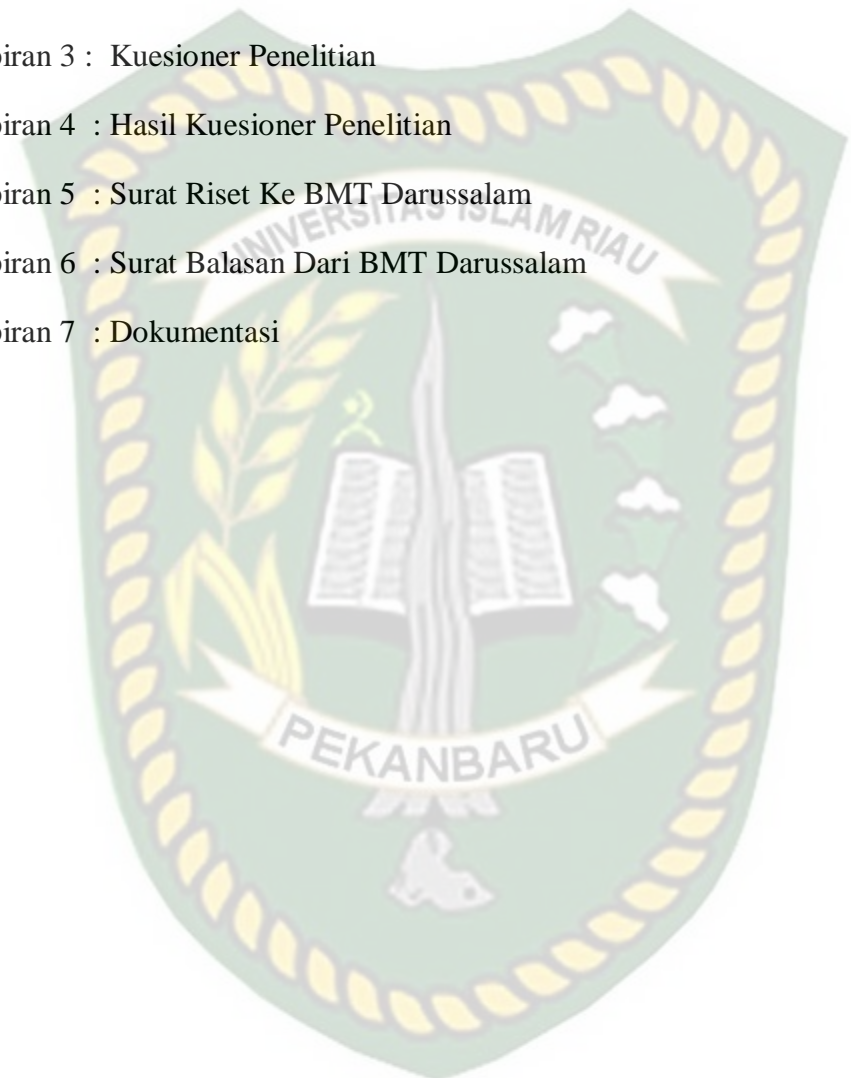 piran 3 : Kuesioner Penelitian
piran 4 : Hasil Kuesioner Penelitian
piran 5 : Surat Riset Ke BMT Darussalam
UNIVERSITAS ISLAM RIAU
piran 6 : Surat Balasan Dari BMT Darussalam
piran 7 : Dokumentasi
PEKANBARU